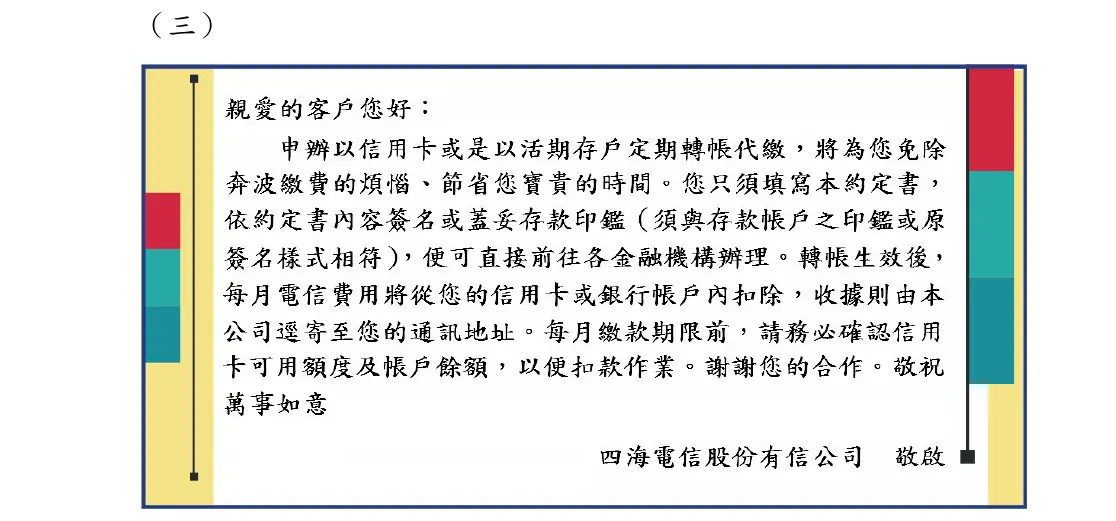 （三）
親愛的客戶您好：
申辦以信用卡或是以活期存戶定期轉帳代繳，將為您免除
奔波繳費的煩惱、節省您寶貴的時間。您只須填寫本約定書，
依約定書內容簽名或蓋妥存款印鑑（須與存款帳戶之印鑑或原
簽名樣式相符），便可直接前往各金融機構辦理。轉帳生效後，
每月電信費用將從您的信用卡或銀行帳戶內扣除，收據則由本
公司逕寄至您的通訊地址。每月繳款期限前，請務必確認信用
卡可用額度及帳戶餘額，以便扣款作業。謝謝您的合作。敬祝
萬事如意
四海電信股份有信公司　敬啟